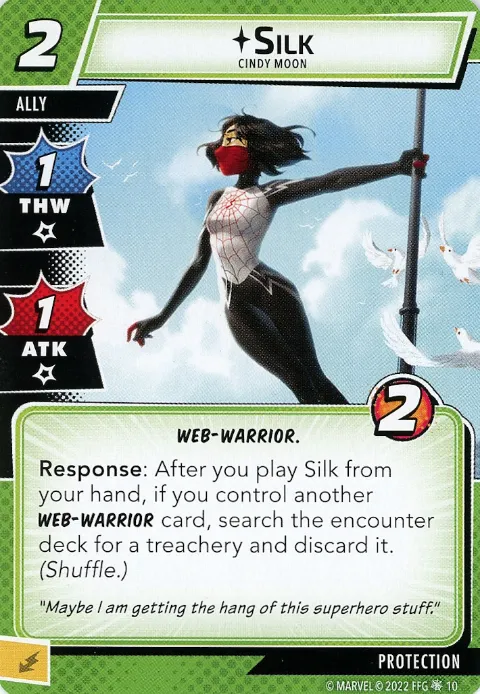 2
SILK
CINDY MOON
ALLY
1
THW
1
ATK
2
WEB-WARRIOR.
Response: After you play Silk from
your hand, if you control another
WEB-WARRIOR card, search the encounter
deck for a treachery and discard it.
(Shuffle.)
"Maybe I am getting the hang of this superhero stuff."
PROTECTION
© MARVEL © 2022 FFG 10